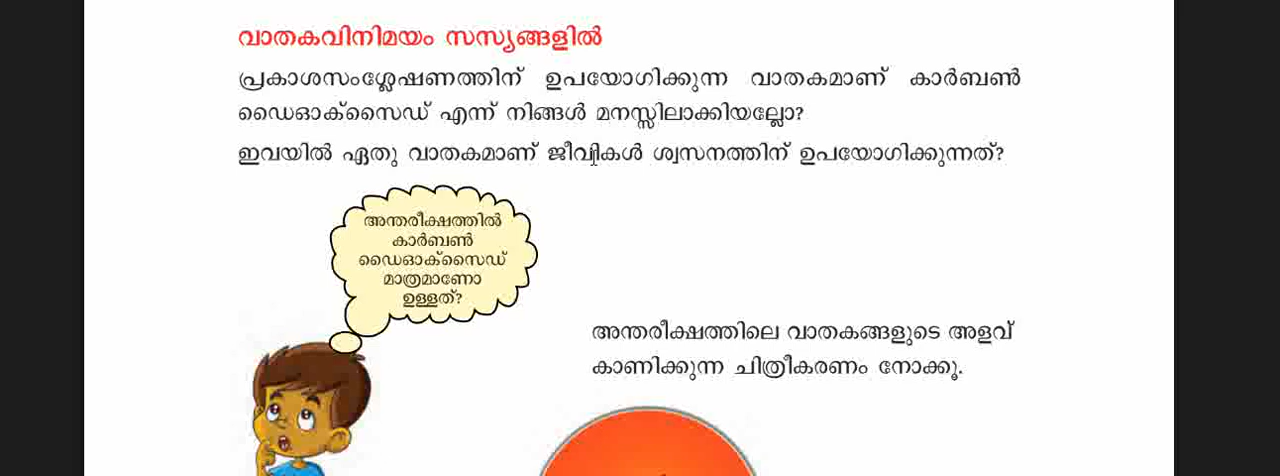 വാതകവിനിമയം സസ്യങ്ങളിൽ
പ്രകാശസംശ്ലേഷണത്തിന് ഉപയോഗിക്കുന്ന വാതകമാണ് കാർബൺ
ഡൈഓക്സൈഡ് എന്ന് നിങ്ങൾ മനസ്സിലാക്കിയല്ലോ?
ഇവയിൽ ഏതു വാതകമാണ് ജീവികൾ ശ്വസനത്തിന് ഉപയോഗിക്കുന്നത്?
അന്തരീക്ഷത്തിൽ
കാർബൺ
ഡൈഓക്സൈഡ്
മാത്രമാണോ
ഉള്ളത്?
അന്തരീക്ഷത്തിലെ വാതകങ്ങളുടെ അളവ്
കാണിക്കുന്ന ചിത്രീകരണം നോക്കൂ.